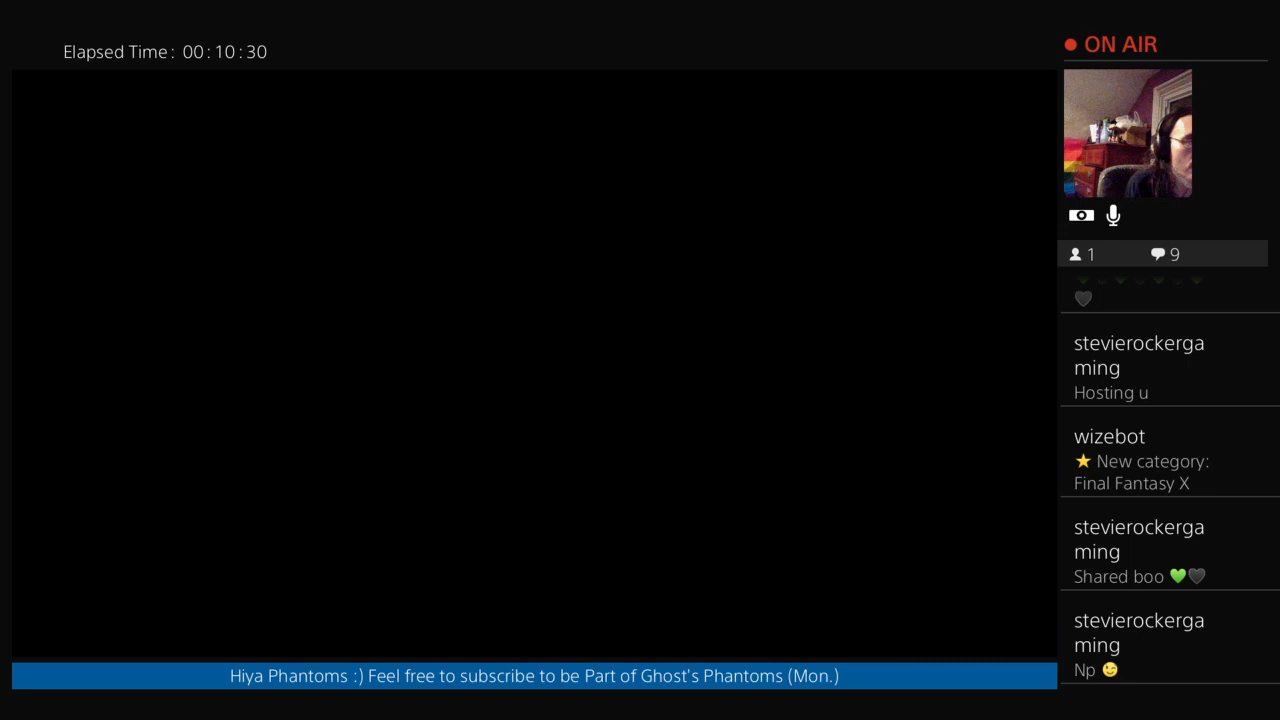 Elapsed Time: 00:10:30
ON AIR
1
9
stevierockerga
ming
Hosting u
wizebot
⭐ New category:
Final Fantasy X
stevierockerga
ming
Shared boo 💚🖤
stevierockerga
ming
Np 😉
Hiya Phantoms :) Feel free to subscribe to be Part of Ghost's Phantoms (Mon.)